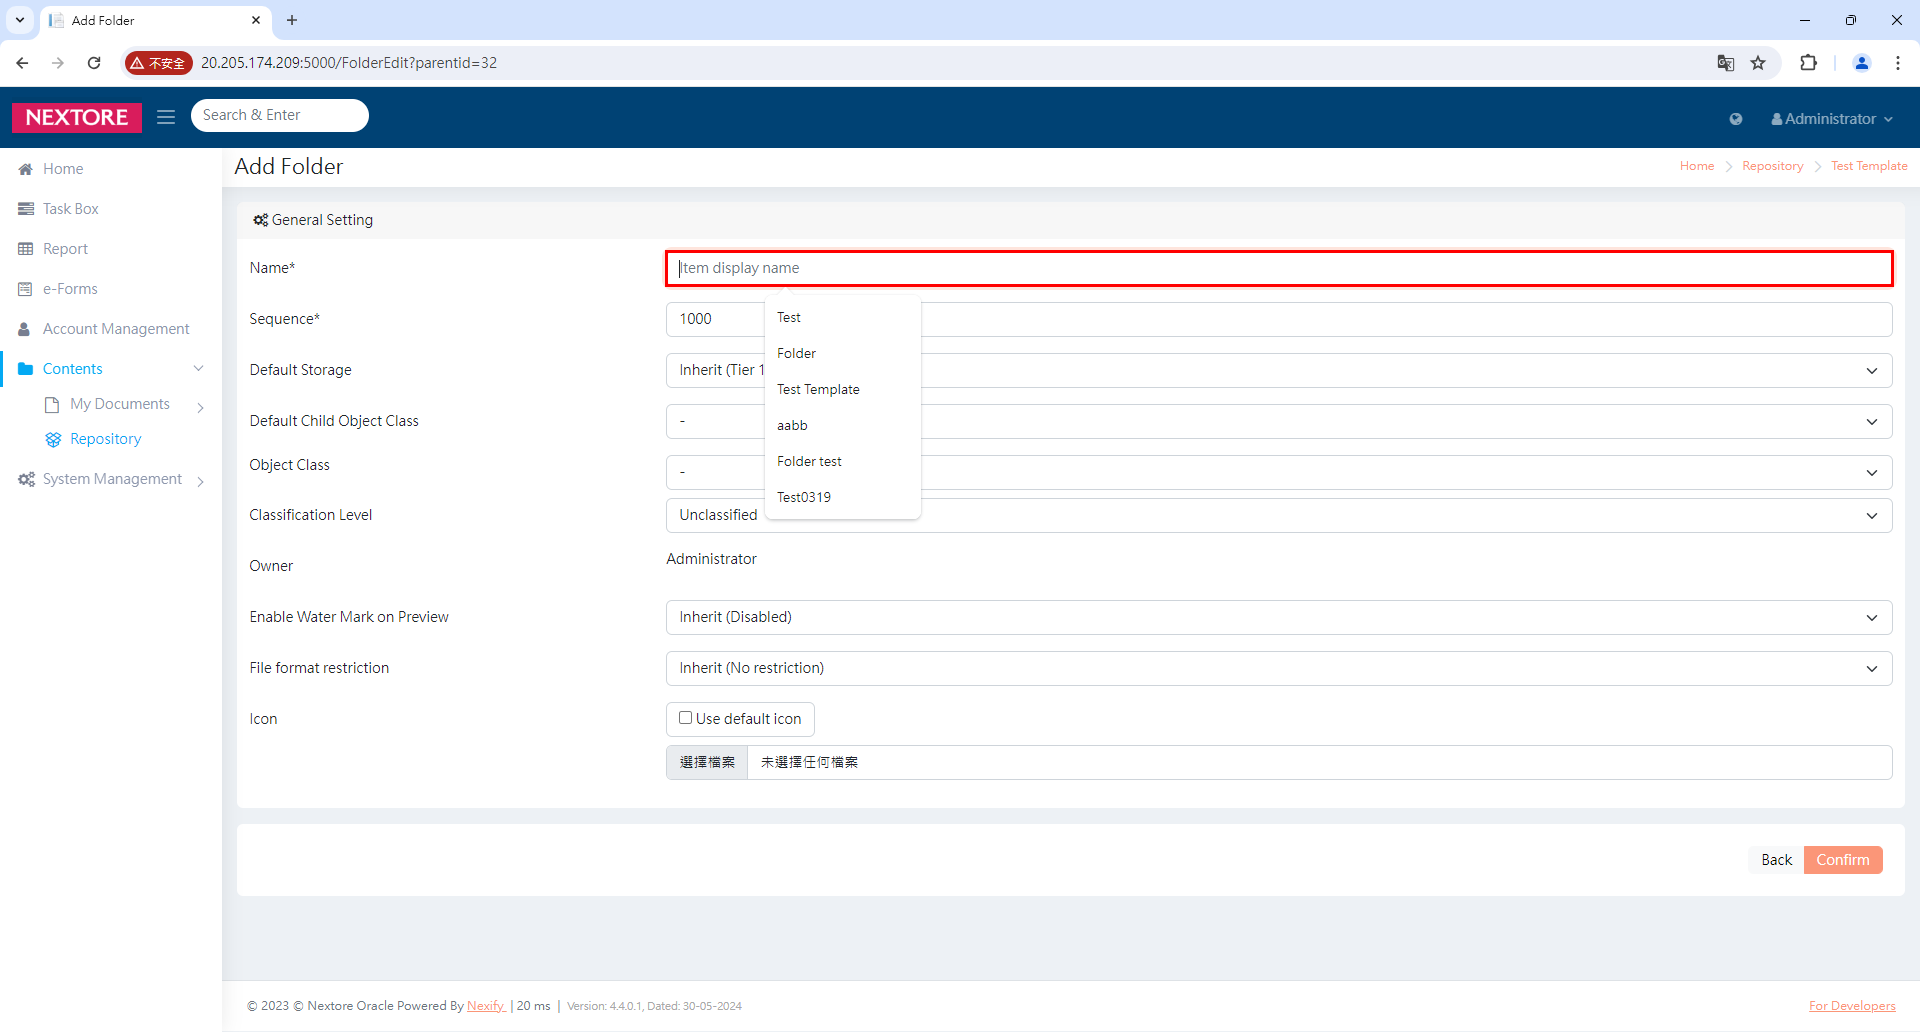 Add Folder
不安全
20.205.174.209:5000/FolderEdit?parentid=32
NEXTORE
Search & Enter
Administrator
Home
Task Box
Report
e-Forms
Account Management
Contents
My Documents
Repository
System Management
Add Folder
Home
Repository
Test Template
General Setting
Name*
Item display name
Sequence*
1000
Default Storage
Inherit (Tier 1
Default Child Object Class
-
Object Class
-
Classification Level
Unclassified
Test
Folder
Test Template
aabb
Folder test
Test0319
Owner
Administrator
Enable Water Mark on Preview
Inherit (Disabled)
File format restriction
Inherit (No restriction)
Icon
Use default icon
選擇檔案
未選擇任何檔案
Back
Confirm
© 2023 © Nextore Oracle Powered By Nexify | 20 ms | Version: 4.4.0.1, Dated: 30-05-2024
For Developers